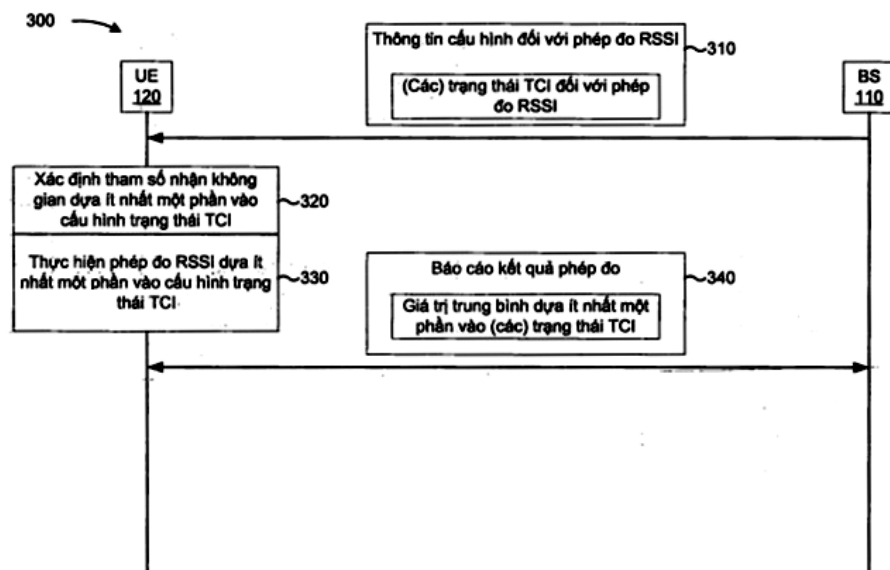 300
UE
120
Thông tin cấu hình đối với phép đo RSSI
(Các) trạng thái TCI đối với phép
đo RSSI
310
BS
110
Xác định tham số nhận không
gian dựa ít nhất một phần vào
cấu hình trạng thái TCI
320
Thực hiện phép đo RSSI dựa ít
nhất một phần vào cấu hình trạng
thái TCI
330
Báo cáo kết quả phép đo
Giá trị trung bình dựa ít nhất một
phần vào (các) trạng thái TCI
340